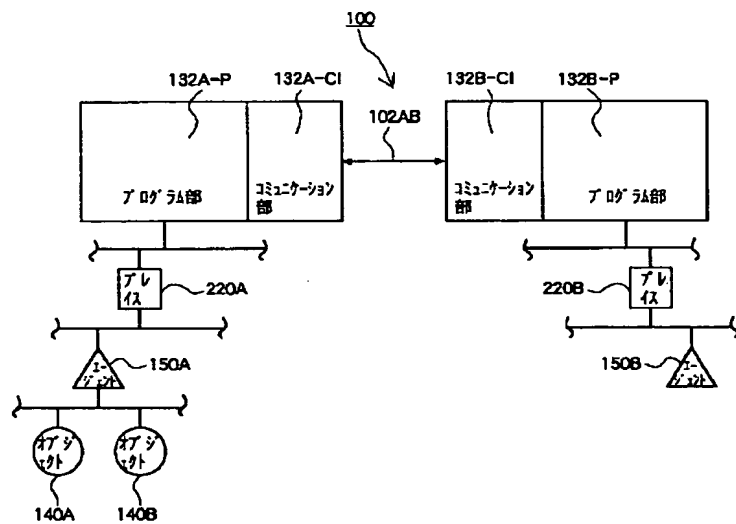 100
132A-P
132A-CI
132B-CI
132B-P
102AB
プログラム部
コミュニケーション
部
コミュニケーション
部
プログラム部
プレ
イス
220A
プレ
イス
220B
エー
ジェント
150A
エー
ジェント
150B
オブジ
ェクト
オブジ
ェクト
140A
140B